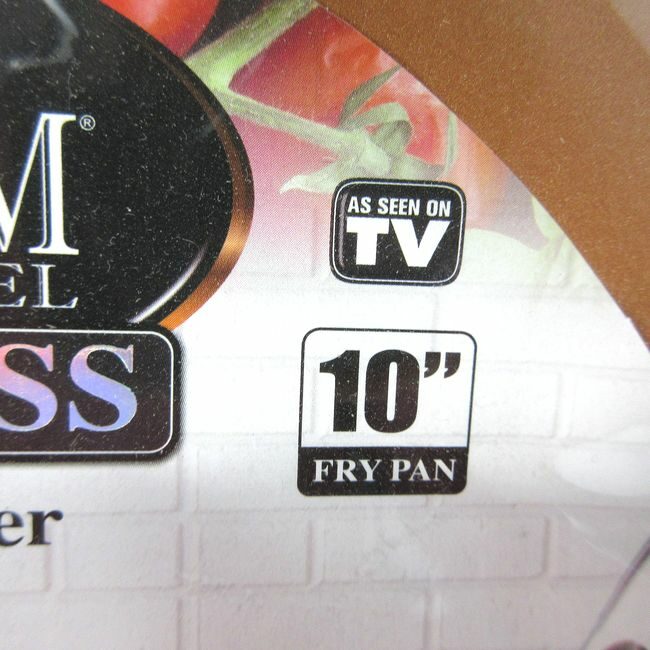 M®
EL
SS
er
AS SEEN ON
TV
10”
FRY PAN